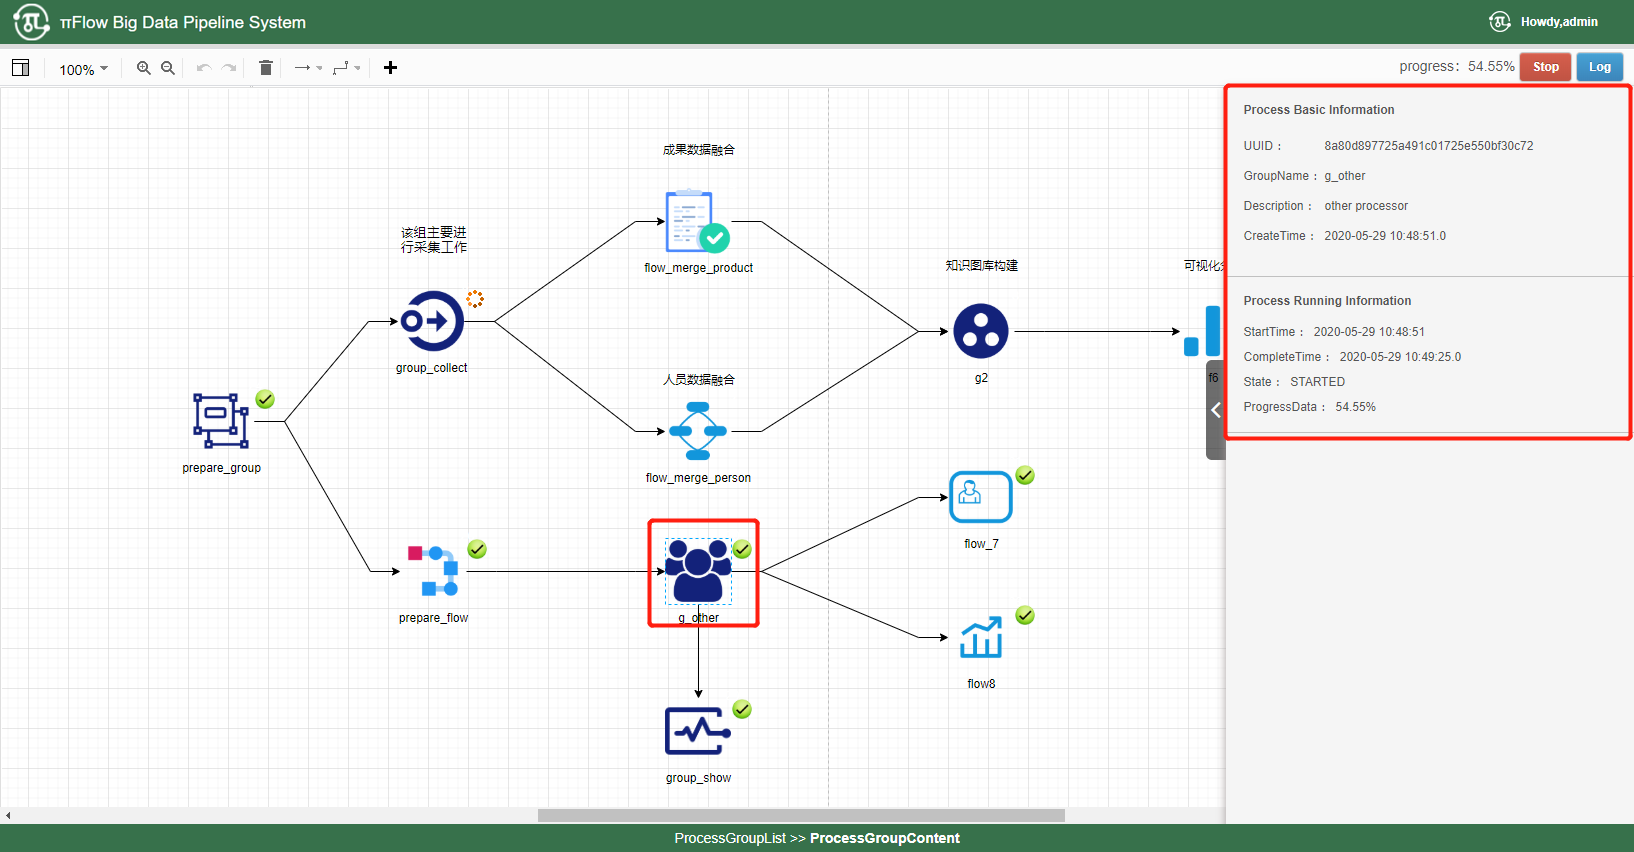 πFlow Big Data Pipeline System
Howdy,admin
100%
progress: 54.55%
Stop
Log
成果数据融合
该组主要进
行采集工作
flow_merge_product
知识图库构建
可视化
group_collect
g2
f6
人员数据融合
prepare_group
flow_merge_person
flow_7
prepare_flow
g_other
flow8
group_show
Process Basic Information
UUID : 8a80d897725a491c01725e550bf30c72
GroupName : g_other
Description : other processor
CreateTime : 2020-05-29 10:48:51.0
Process Running Information
StartTime : 2020-05-29 10:48:51
CompleteTime : 2020-05-29 10:49:25.0
State : STARTED
ProgressData : 54.55%
ProcessGroupList >> ProcessGroupContent